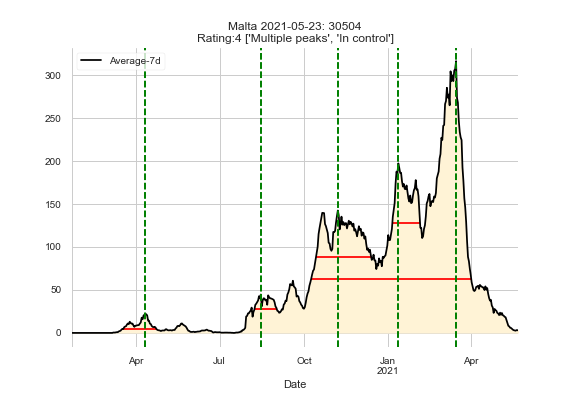 Malta 2021-05-23: 30504
Rating:4 ['Multiple peaks', 'In control']
Average-7d
300
250
200
150
100
50
0
Apr
Jul
Oct
Jan
2021
Apr
Date